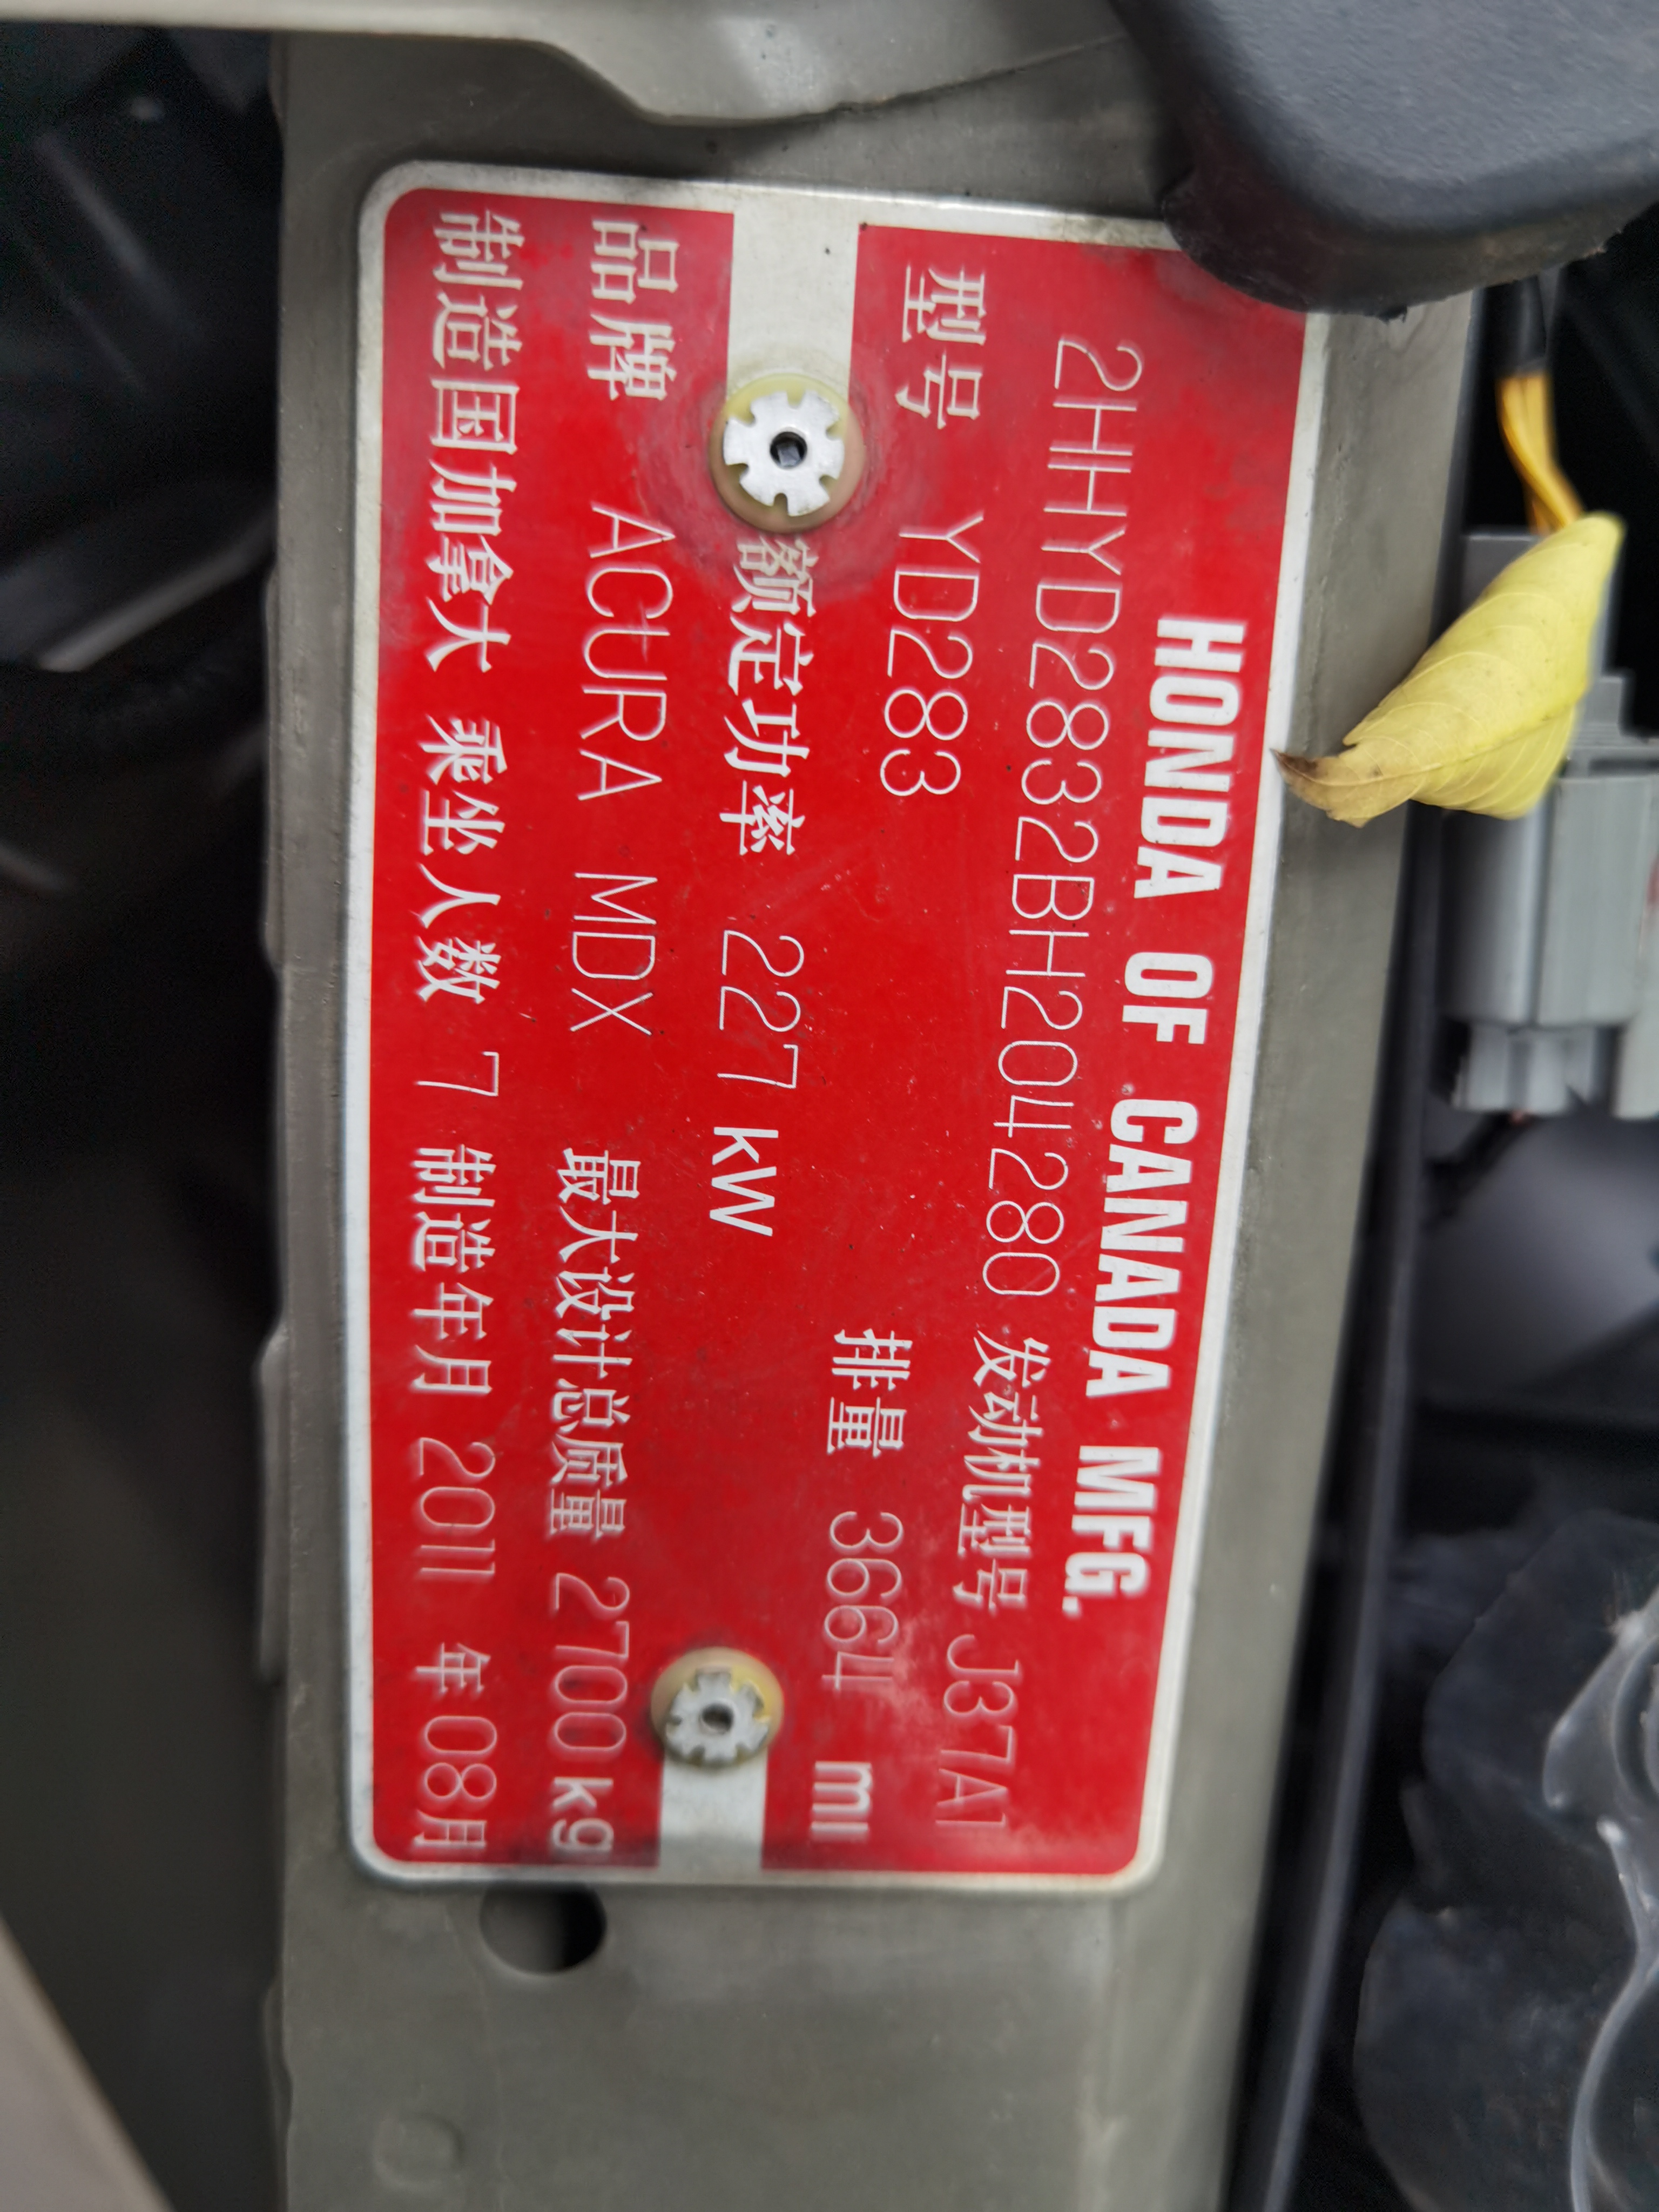 HONDA OF CANADA MFG.
2HHYD2832BH204280 发动机型号 J37A1
型号 YD283 排量 3664 ml
额定功率 227 kW
品牌 ACURA MDX 最大设计总质量 2700 kg
制造国加拿大 乘坐人数 7 制造年月 2011 年 08月